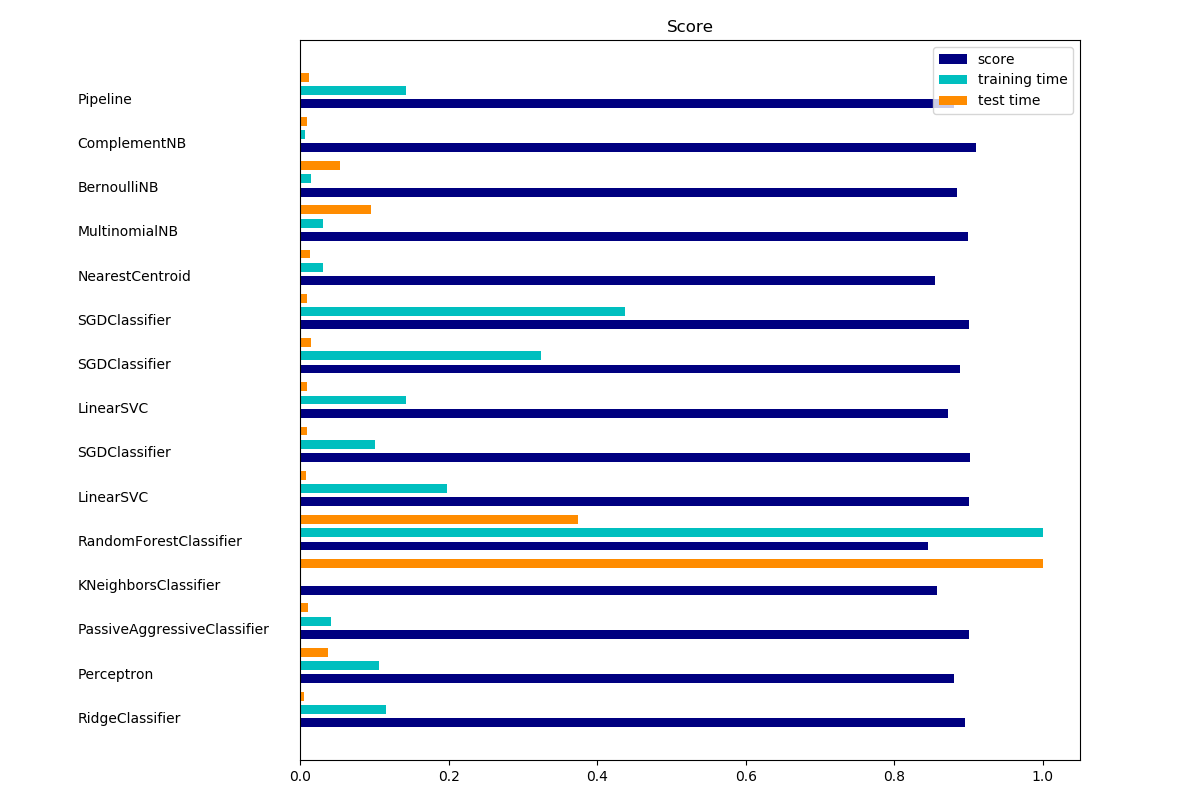 Score
score
training time
test time
Pipeline
ComplementNB
BernoulliNB
MultinomialNB
NearestCentroid
SGDClassifier
SGDClassifier
LinearSVC
SGDClassifier
LinearSVC
RandomForestClassifier
KNeighborsClassifier
PassiveAggressiveClassifier
Perceptron
RidgeClassifier
0.0 0.2 0.4 0.6 0.8 1.0